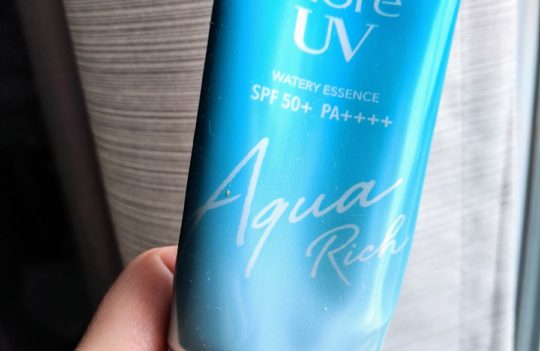 UV
WATERY ESSENCE
SPF 50+ PA++++
Aqua
Rich